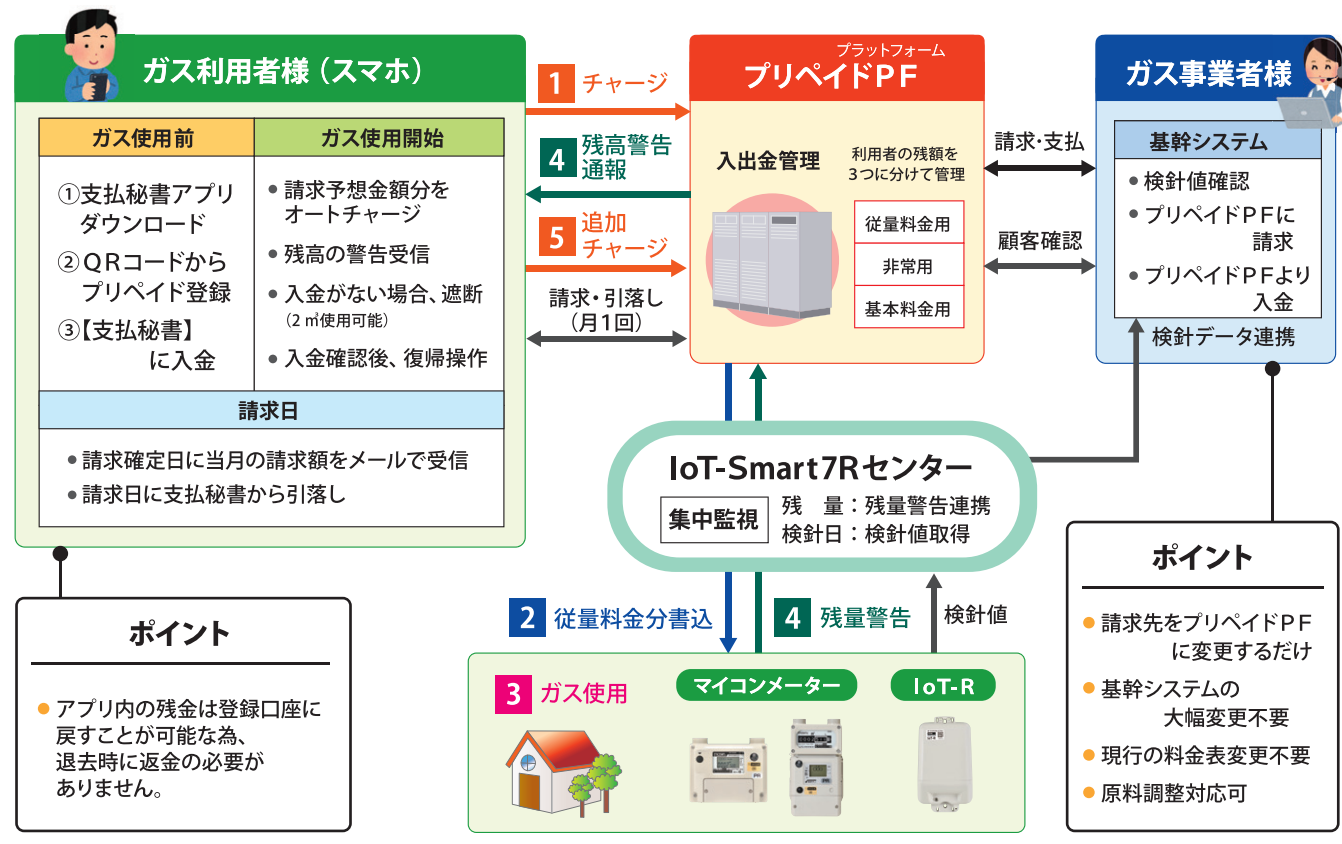 ガス利用者様（スマホ）
ガス使用前
①支払秘書アプリ
ダウンロード
②QRコードから
プリペイド登録
③【支払秘書】
に入金
ガス使用開始
• 請求予想金額分を
オートチャージ
• 残高の警告受信
• 入金がない場合、遮断
（2㎥使用可能）
• 入金確認後、復帰操作
請求日
• 請求確定日に当月の請求額をメールで受信
• 請求日に支払秘書から引落し
ポイント
• アプリ内の残金は登録口座に
戻すことが可能な為、
退去時に返金の必要が
ありません。
1 チャージ
4 残高警告
通報
5 追加
チャージ
請求・引落し
（月1回）
プラットフォーム
プリペイドPF
入出金管理
利用者の残額を
3つに分けて管理
従量料金用
非常用
基本料金用
請求・支払
顧客確認
ガス事業者様
基幹システム
• 検針値確認
• プリペイドPFに
請求
• プリペイドPFより
入金
検針データ連携
IoT-Smart7Rセンター
集中監視
残　量：残量警告連携
検針日：検針値取得
2 従量料金分書込
4 残量警告
検針値
3 ガス使用
マイコンメーター
IoT-R
ポイント
• 請求先をプリペイドPF
に変更するだけ
• 基幹システムの
大幅変更不要
• 現行の料金表変更不要
• 原料調整対応可